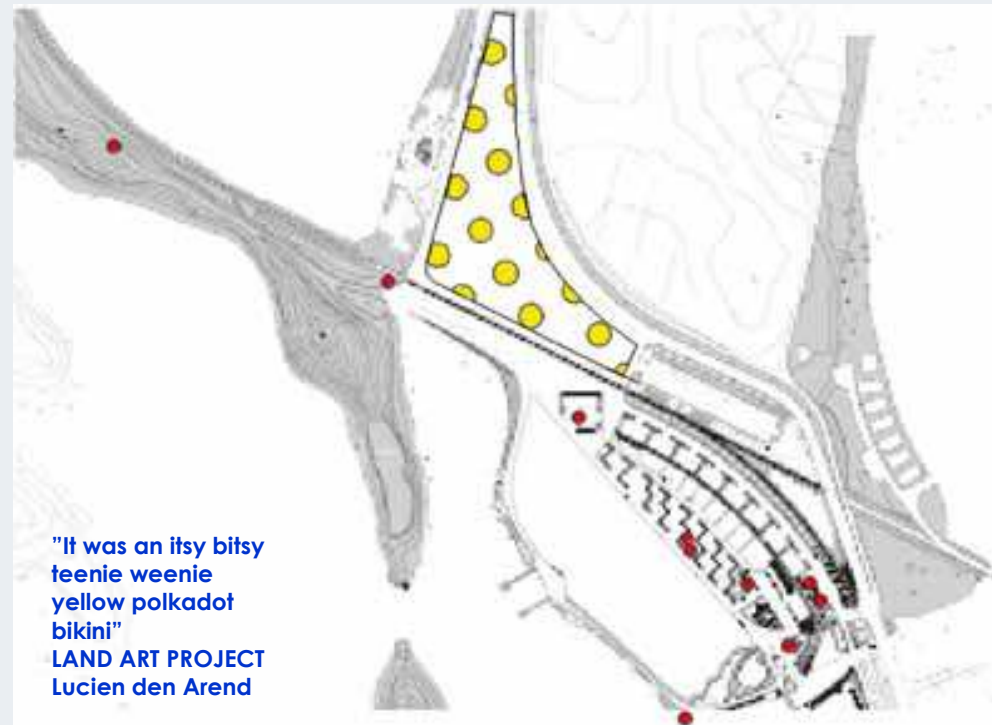 ”It was an itsy bitsy
teenie weenie
yellow polkadot
bikini”
LAND ART PROJECT
Lucien den Arend